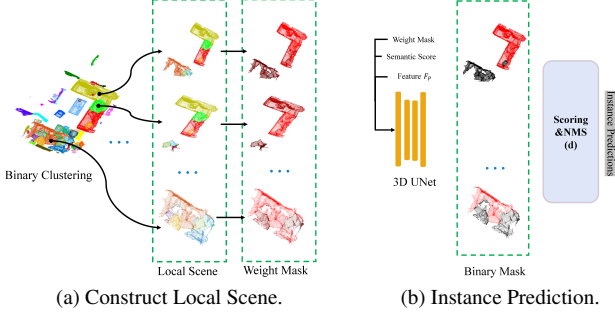 Binary Clustering
Local Scene
Weight Mask
(a) Construct Local Scene.
Weight Mask
Semantic Score
Feature F_P
3D UNet
Binary Mask
Scoring
&NMS
(d)
Instance Predictions
(b) Instance Prediction.